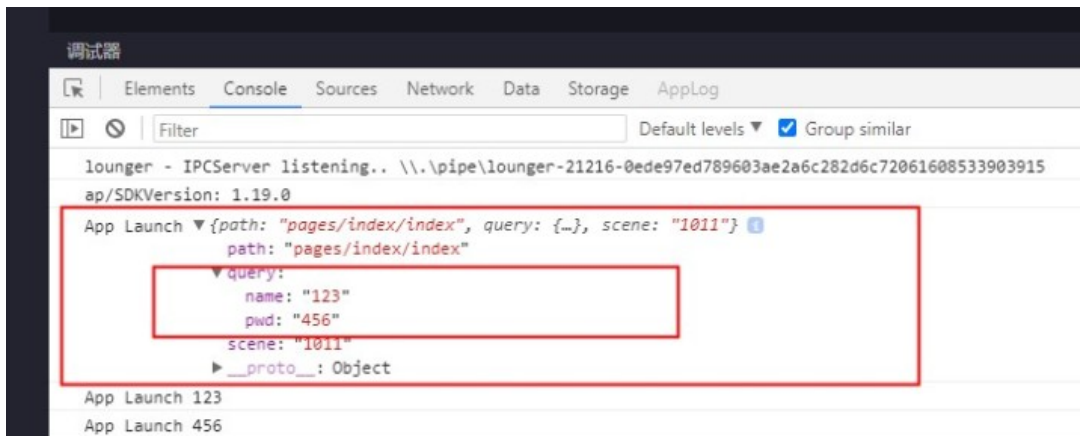 调试器
Elements Console Sources Network Data Storage AppLog
Filter Default levels ▼ Group similar
lounger - IPCServer listening.. \\.\pipe\lounger-21216-0ede97ed789603ae2a6c282d6c720616085339039​15
ap/SDKVersion: 1.19.0
App Launch ▼{path: "pages/index/index", query: {…}, scene: "1011"} i
path: "pages/index/index"
▼query:
name: "123"
pwd: "456"
scene: "1011"
▶__proto__: Object
App Launch 123
App Launch 456